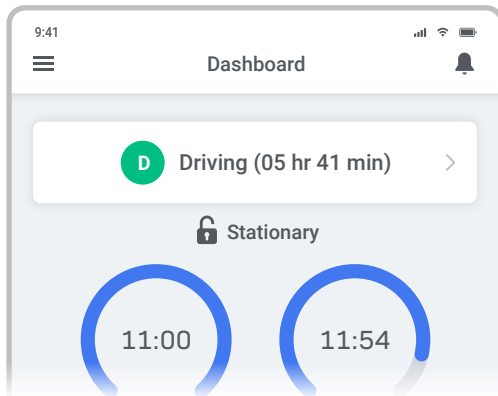 9:41
Dashboard
D Driving (05 hr 41 min)
Stationary
11:00 11:54